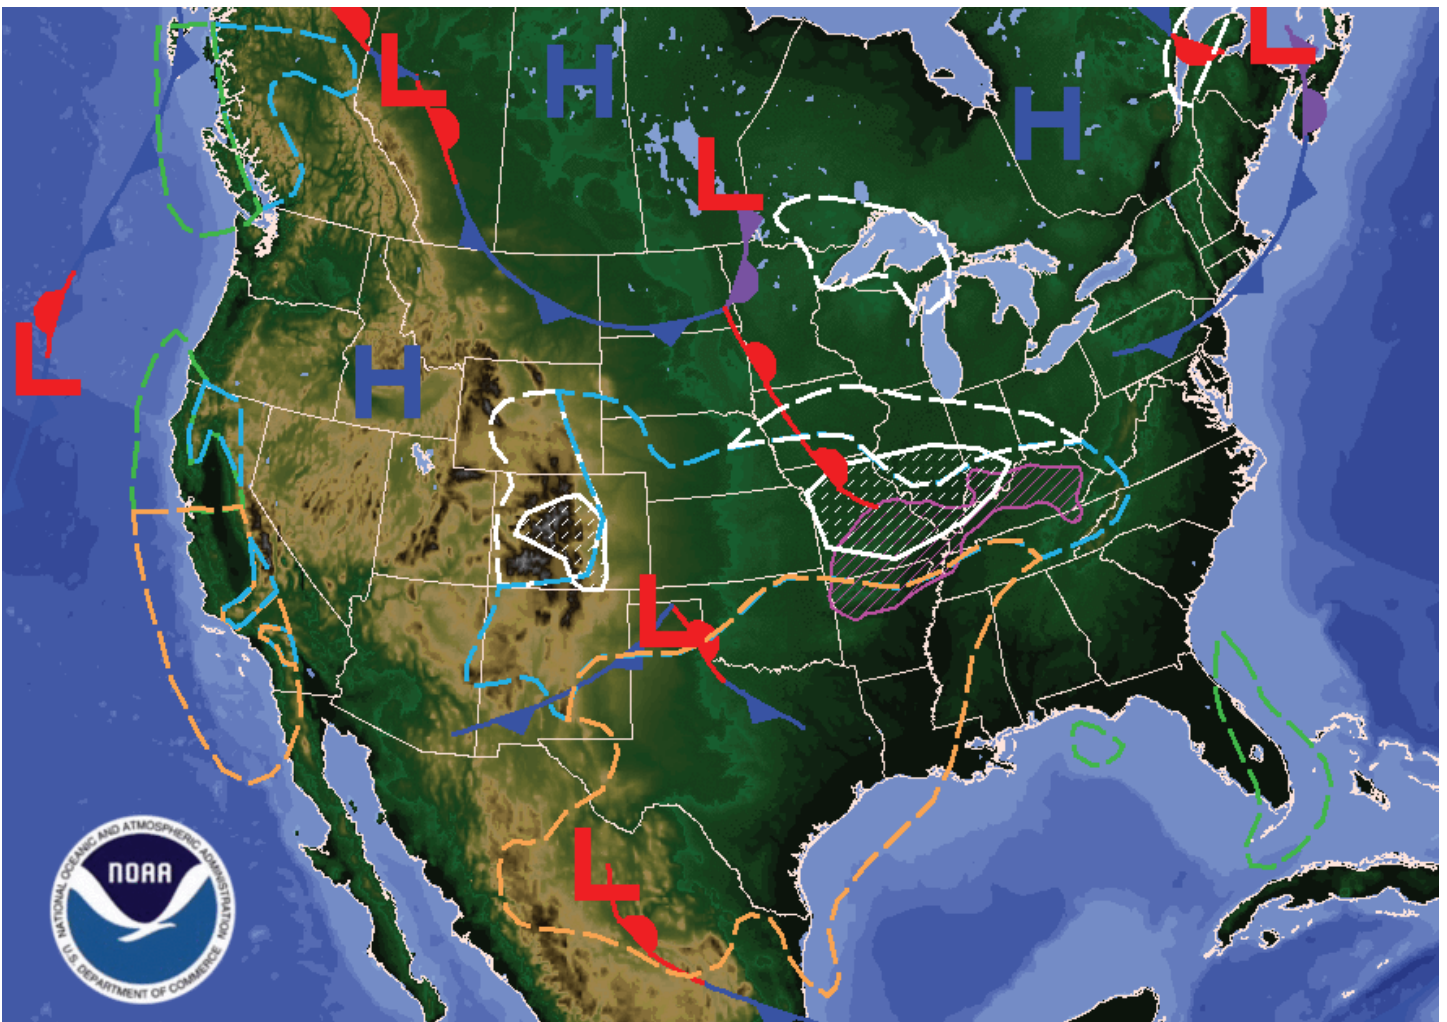 L
H
L
H
L
L
H
L
L
NOAA
NATIONAL OCEANIC AND ATMOSPHERIC ADMINISTRATION
U.S. DEPARTMENT OF COMMERCE
L